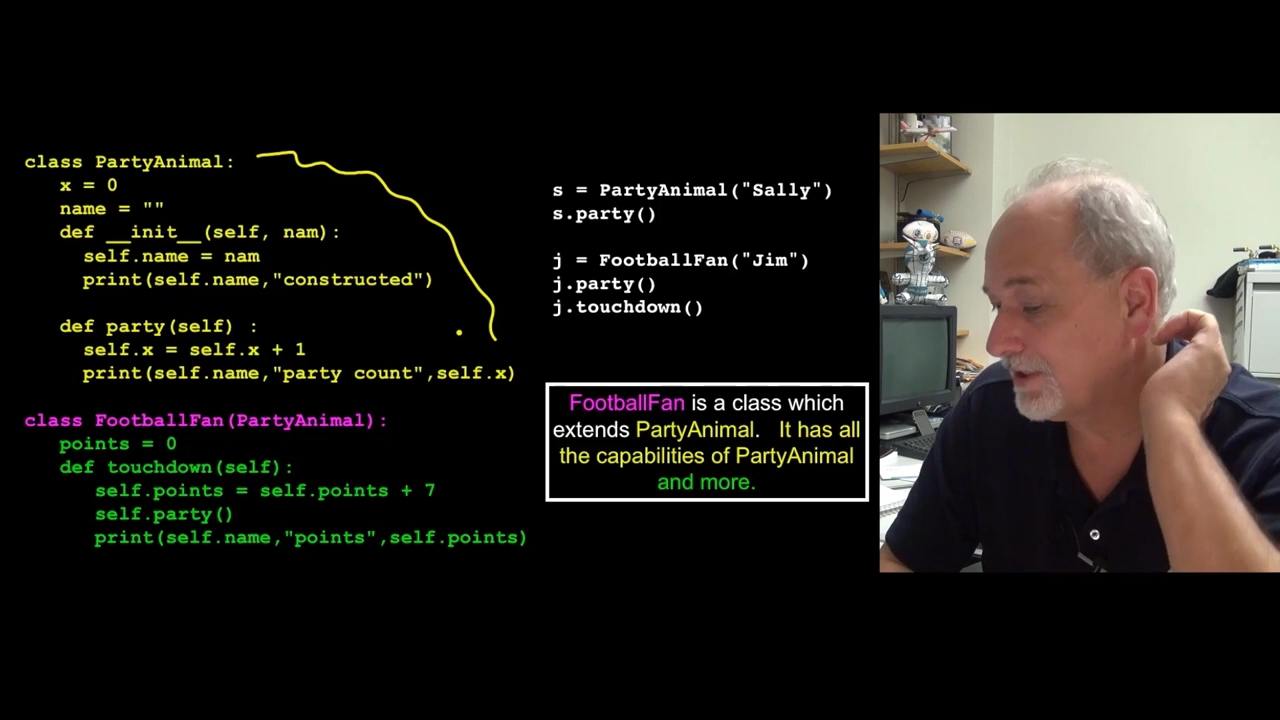 class PartyAnimal:
x = 0
name = ""
def __init__(self, nam):
self.name = nam
print(self.name,"constructed")
def party(self) :
self.x = self.x + 1
print(self.name,"party count",self.x)
class FootballFan(PartyAnimal):
points = 0
def touchdown(self):
self.points = self.points + 7
self.party()
print(self.name,"points",self.points)
s = PartyAnimal("Sally")
s.party()
j = FootballFan("Jim")
j.party()
j.touchdown()
FootballFan is a class which
extends PartyAnimal. It has all
the capabilities of PartyAnimal
and more.